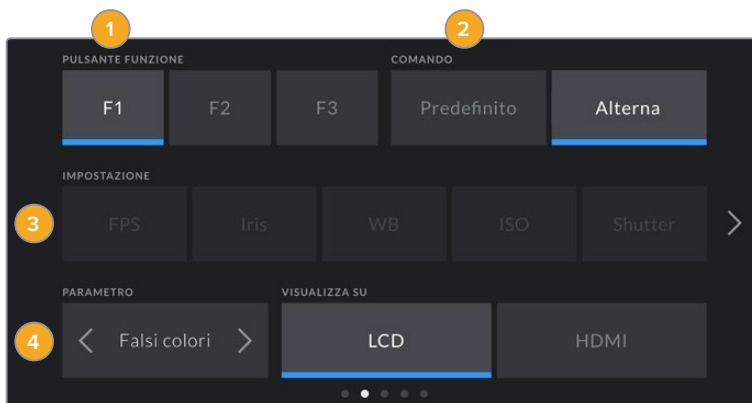 1 2
PULSANTE FUNZIONE COMANDO
F1 F2 F3 Predefinito Alterna
IMPOSTAZIONE
3 FPS Iris WB ISO Shutter
PARAMETRO VISUALIZZA SU
4 Falsi colori LCD HDMI